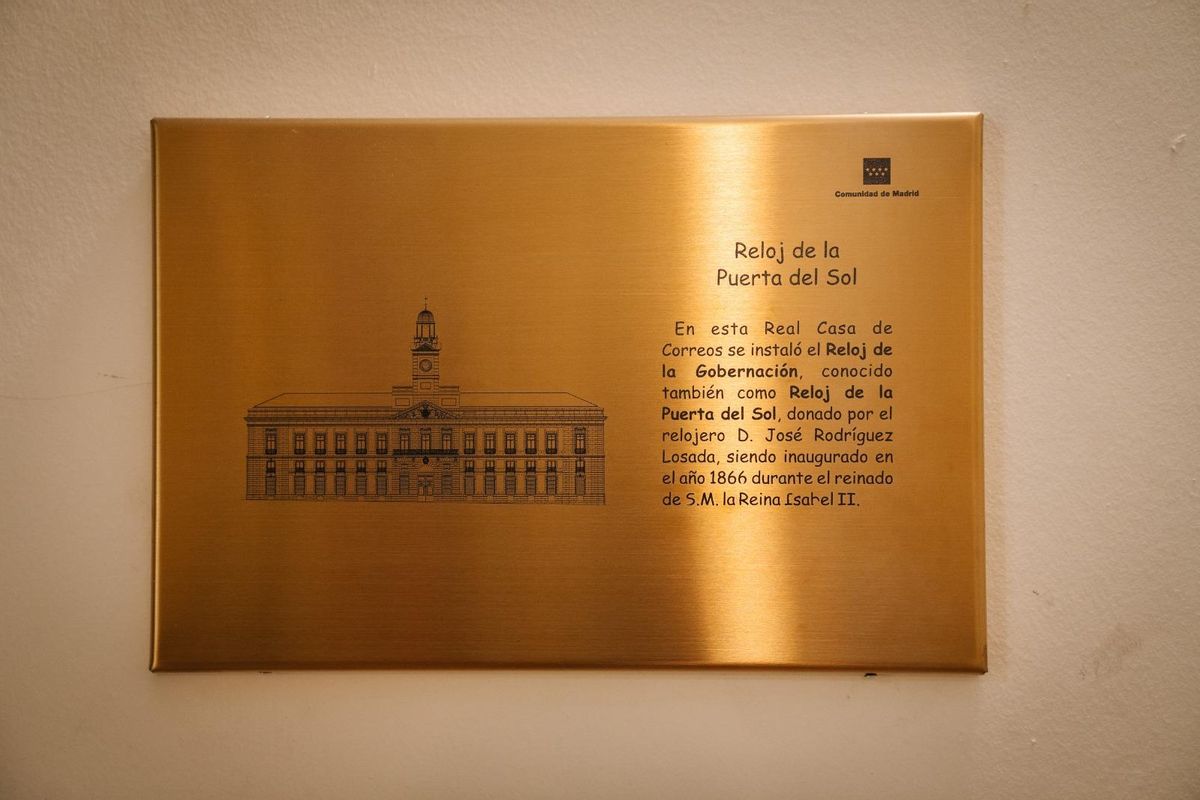 Comunidad de Madrid
Reloj de la
Puerta del Sol
En esta Real Casa de
Correos se instaló el Reloj de
la Gobernación, conocido
también como Reloj de la
Puerta del Sol, donado por el
relojero D. José Rodríguez
Losada, siendo inaugurado en
el año 1866 durante el reinado
de S.M. la Reina Isabel II.